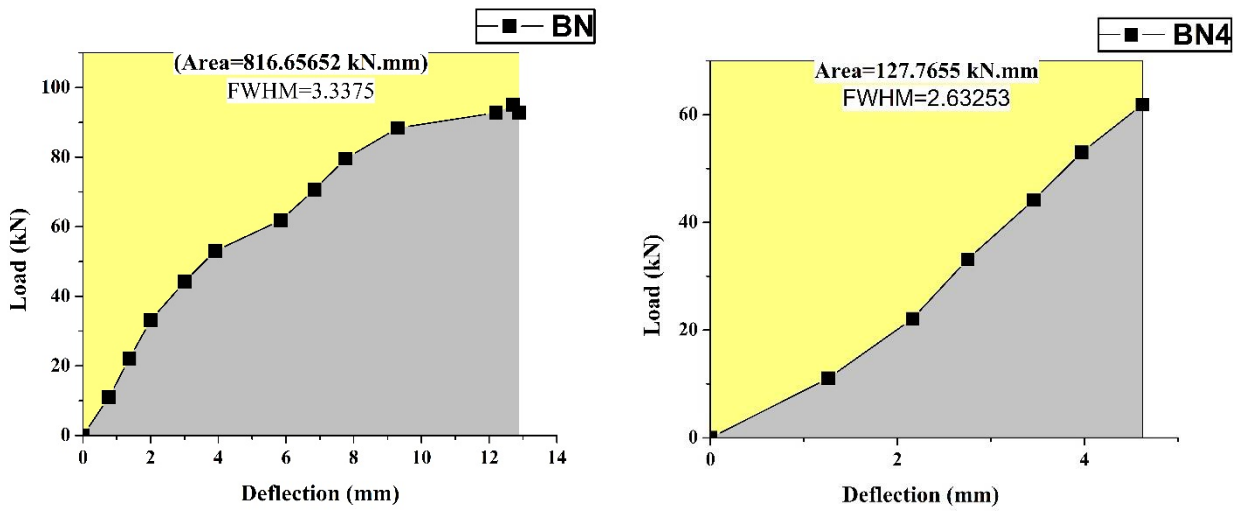 BN
(Area=816.65652 kN.mm)
FWHM=3.3375
100
80
60
40
20
0
0 2 4 6 8 10 12 14
Load (kN)
Deflection (mm)
BN4
Area=127.7655 kN.mm
FWHM=2.63253
60
40
20
0
0 2 4
Load (kN)
Deflection (mm)